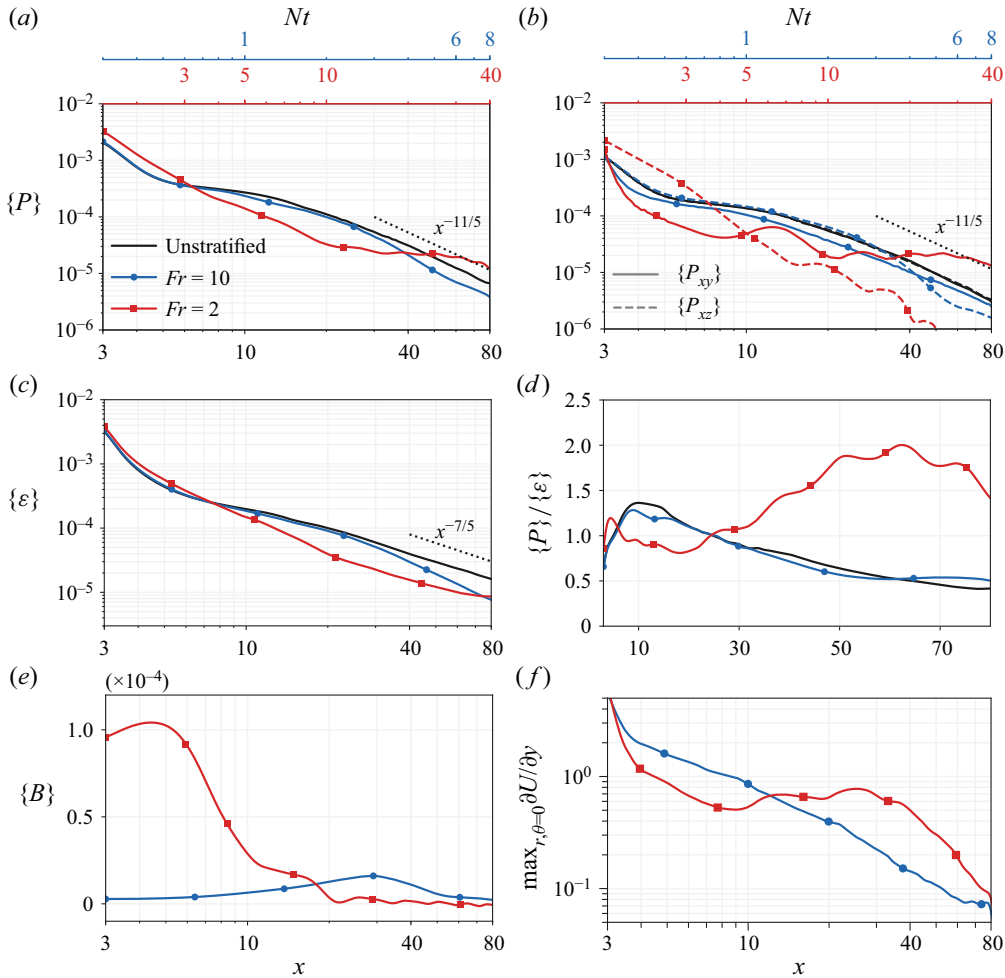 (a)
Nt
1 6 8
3 5 10 40
10⁻²
10⁻³
{P} 10⁻⁴
10⁻⁵
10⁻⁶
x⁻¹¹/⁵
Unstratified
Fr = 10
Fr = 2
3 10 40 80
(b)
Nt
1 6 8
3 5 10 40
10⁻²
10⁻³
10⁻⁴
10⁻⁵
10⁻⁶
x⁻¹¹/⁵
{Pxy}
{Pxz}
3 10 40 80
(c)
10⁻²
10⁻³
{ε} 10⁻⁴
10⁻⁵
x⁻⁷/⁵
3 10 40 80
(d)
2.5
2.0
1.5
{P}/{ε}
1.0
0.5
0
10 30 50 70
(e)
(×10⁻⁴)
1.0
{B} 0.5
0
3 10 40 80
x
(f)
10⁰
max r,θ=0 ∂U/∂y
10⁻¹
3 10 40 80
x